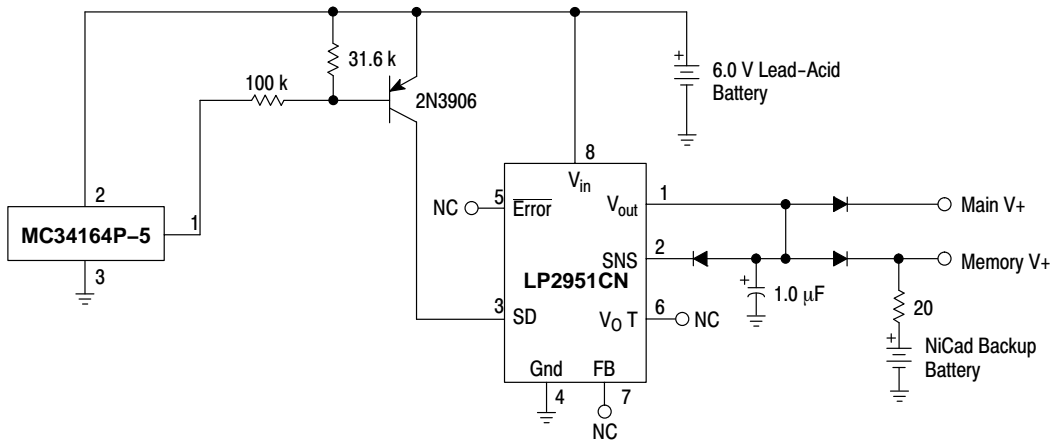 31.6 k
100 k
2N3906
6.0 V Lead-Acid
Battery
8
Vin
2
MC34164P-5
1
3
NC
5
Error
Vout
1
Main V+
SNS
2
LP2951CN
Memory V+
1.0 μF
3
SD
VO T
6
NC
20
NiCad Backup
Battery
Gnd
FB
4
7
NC